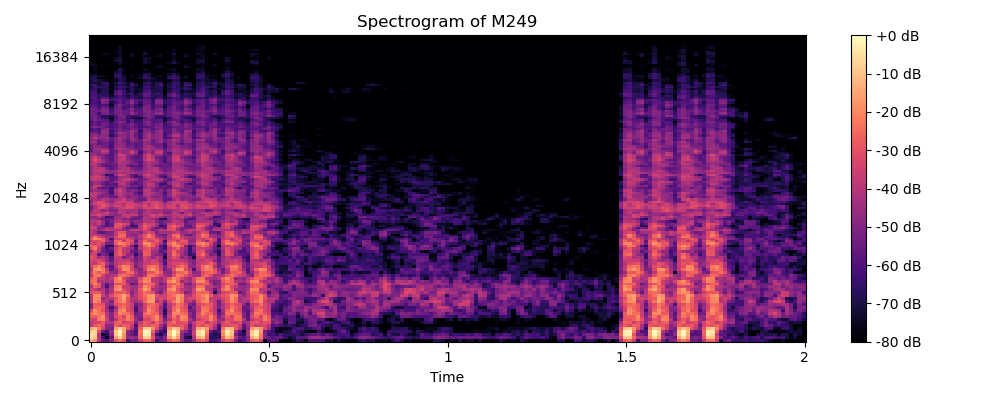 Spectrogram of M249
Hz
16384
8192
4096
2048
1024
512
0
0
0.5
1
1.5
2
Time
+0 dB
-10 dB
-20 dB
-30 dB
-40 dB
-50 dB
-60 dB
-70 dB
-80 dB